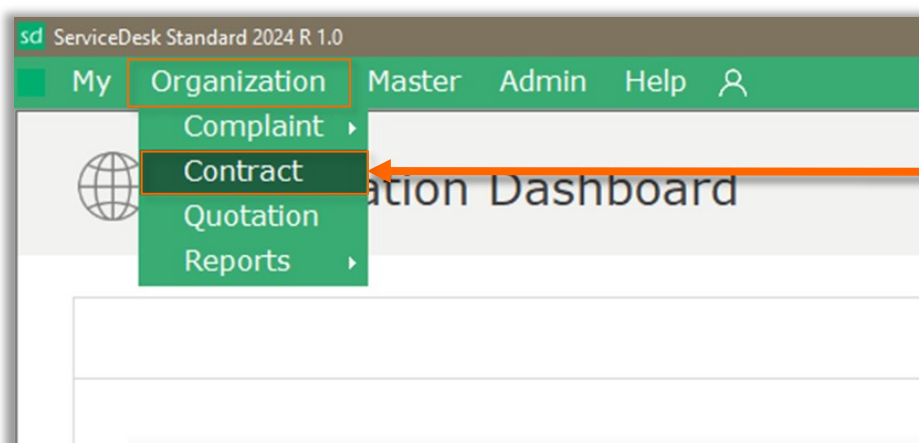 sd ServiceDesk Standard 2024 R 1.0
My Organization Master Admin Help
Complaint
Contract
ation Dashboard
Quotation
Reports